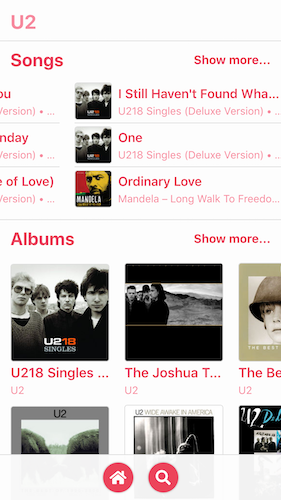 U2
Songs Show more...
ou I Still Haven't Found Wha...
Version) • ... U218 Singles (Deluxe Version) • ...
nday One
Version) • ... U218 Singles (Deluxe Version) • ...
e of Love) Ordinary Love
Version) • ... Mandela – Long Walk To Freedo...
MANDELA
Albums Show more...
U218
SINGLES
THE BEST
U218 Singles ... The Joshua T... The Be
U2 U2 U2
U2 U2 WIDE AWAKE IN AMERICA U2